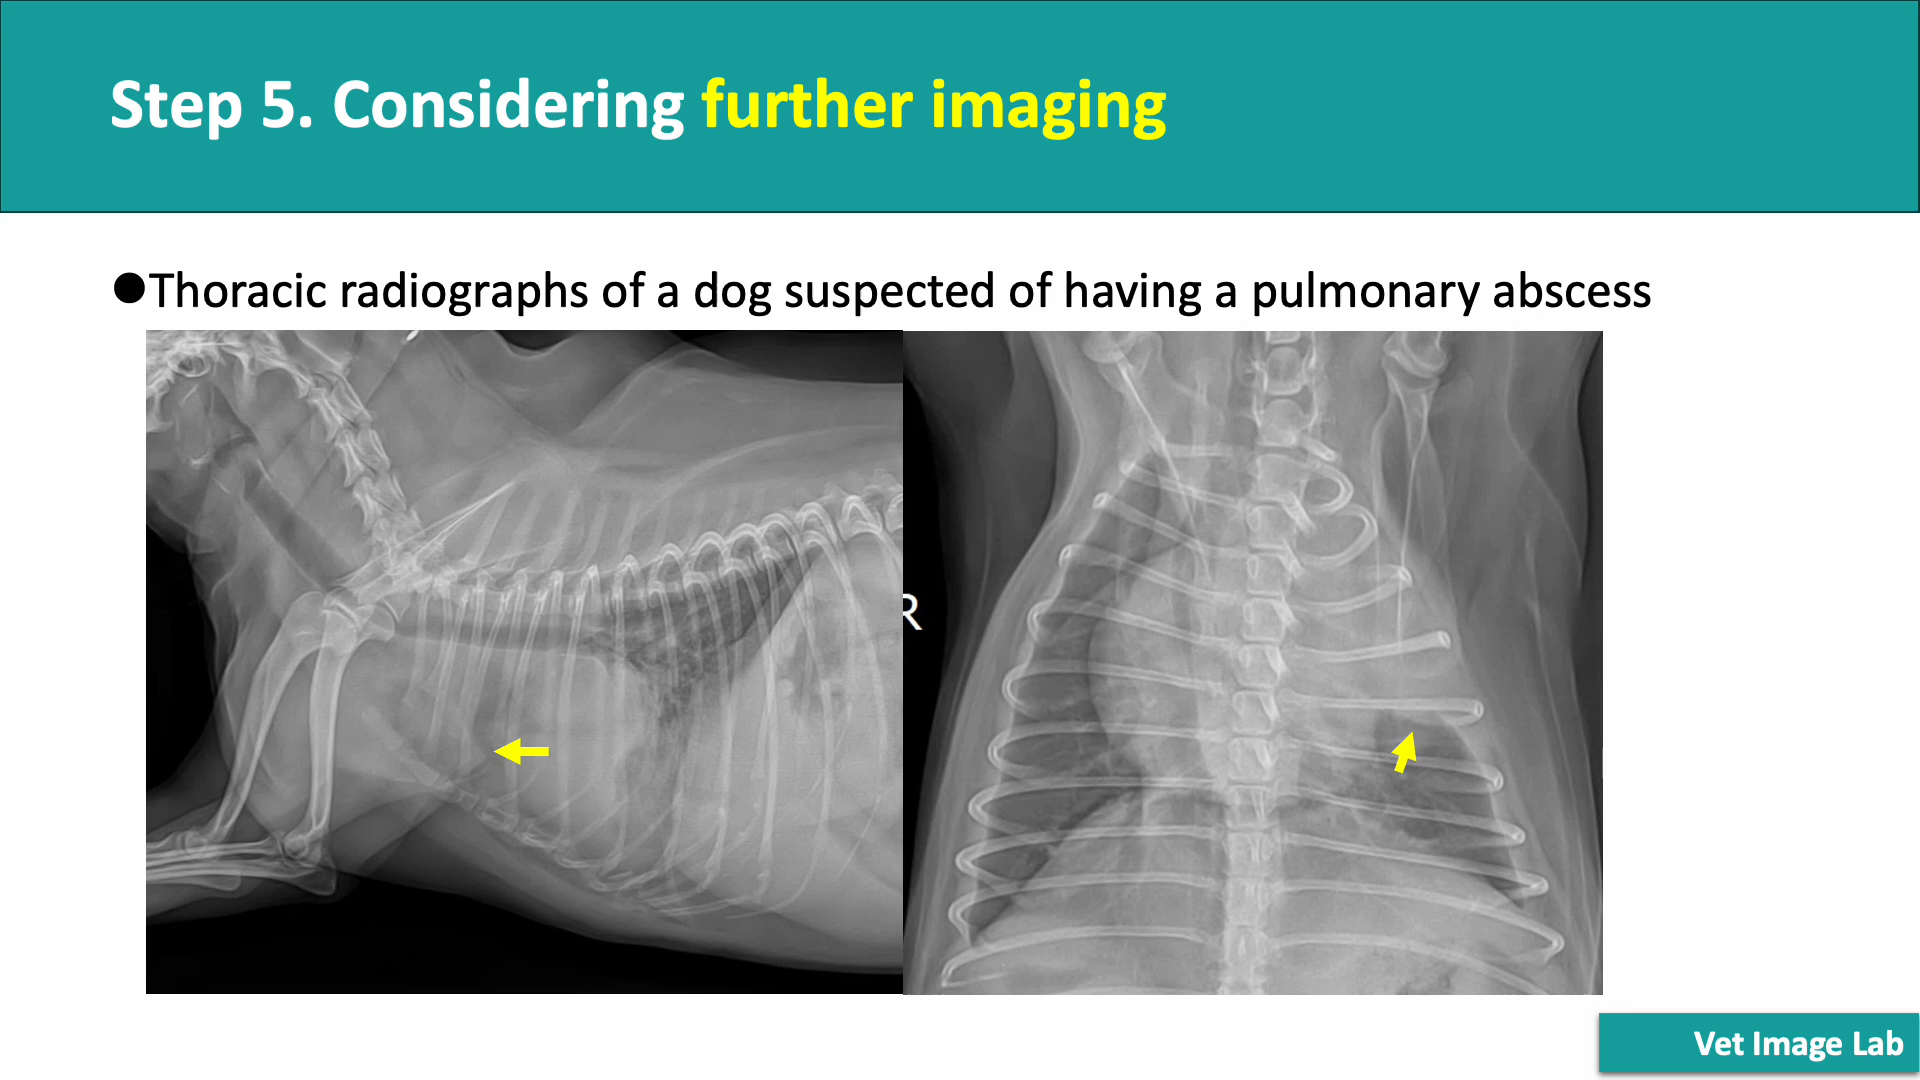 Step 5. Considering further imaging
●Thoracic radiographs of a dog suspected of having a pulmonary abscess
R
Vet Image Lab